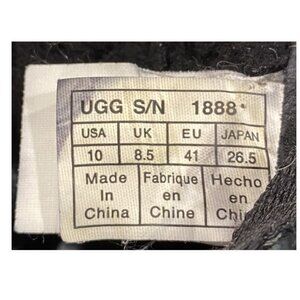 UGG S/N 1888*
USA UK EU JAPAN
10 8.5 41 26.5
Made Fabrique Hecho
In en en
China Chine